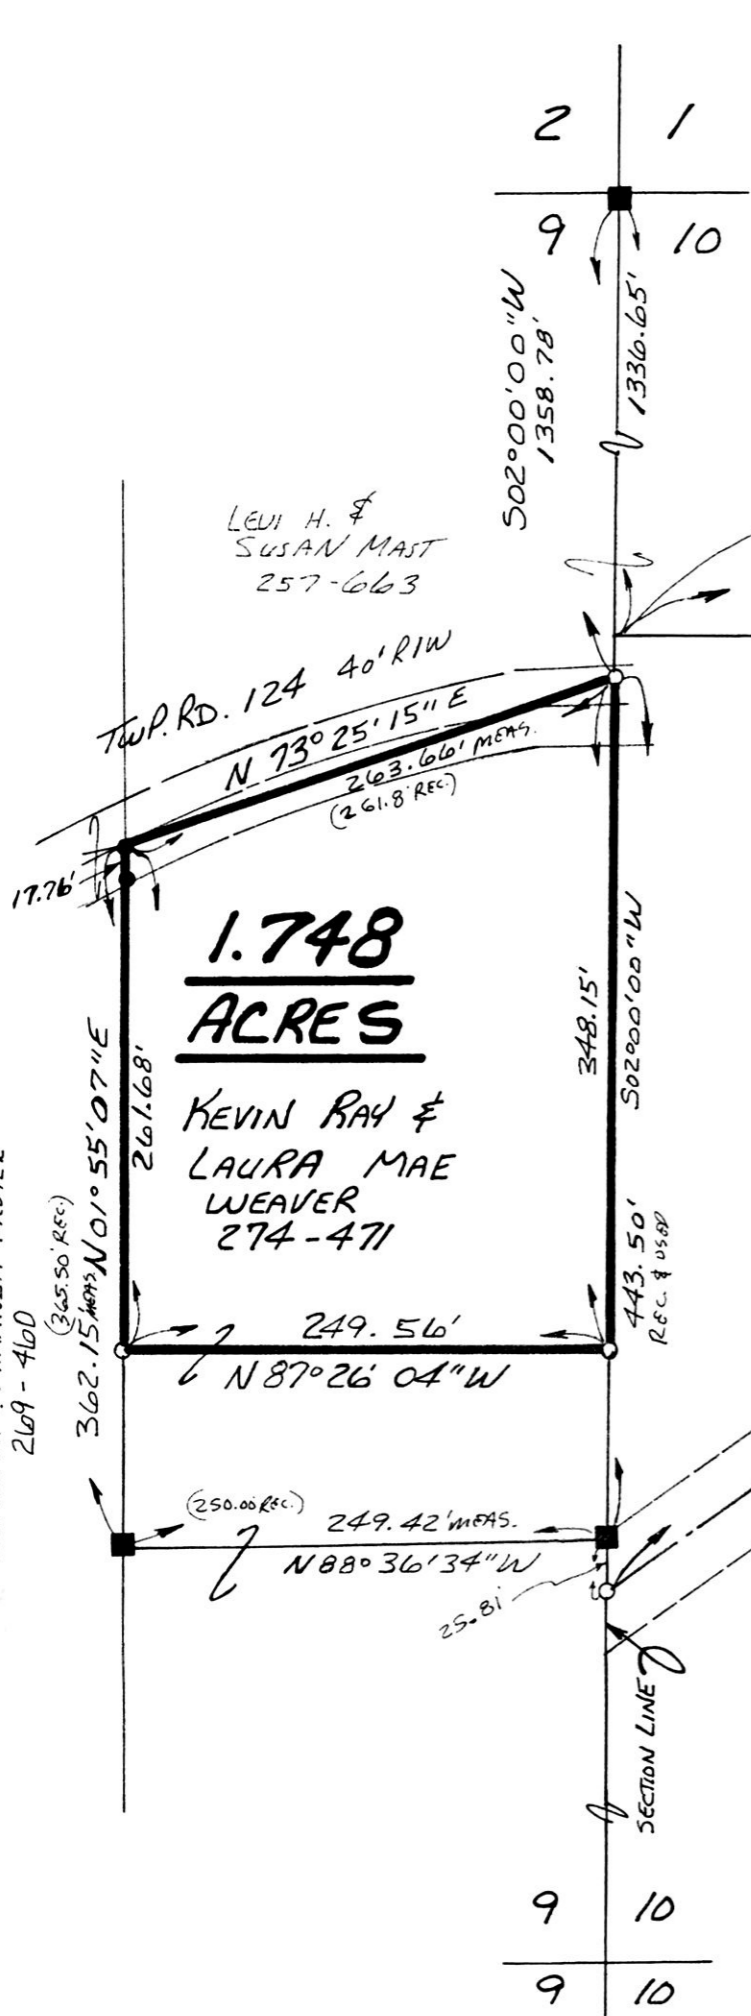 2 1
9 10
S02°00'00"W
1358.78'
1336.65'
LEVI H. &
SUSAN MAST
257-663
TWP. RD. 124 40' R/W
N 73° 25' 15" E
263.66' MEAS.
(261.8' REC.)
17.76'
1.748
ACRES
KEVIN RAY &
LAURA MAE
WEAVER
274-471
N 01° 55' 07" E
261.68'
(365.50' REC.)
362.15' MEAS.
269-460
348.15'
S02°00'00"W
443.50'
REC. & USED
249.56'
N 87° 26' 04" W
(250.00 REC.)
249.42' MEAS.
N 88° 36' 34" W
25.81'
SECTION LINE
9 10
9 10